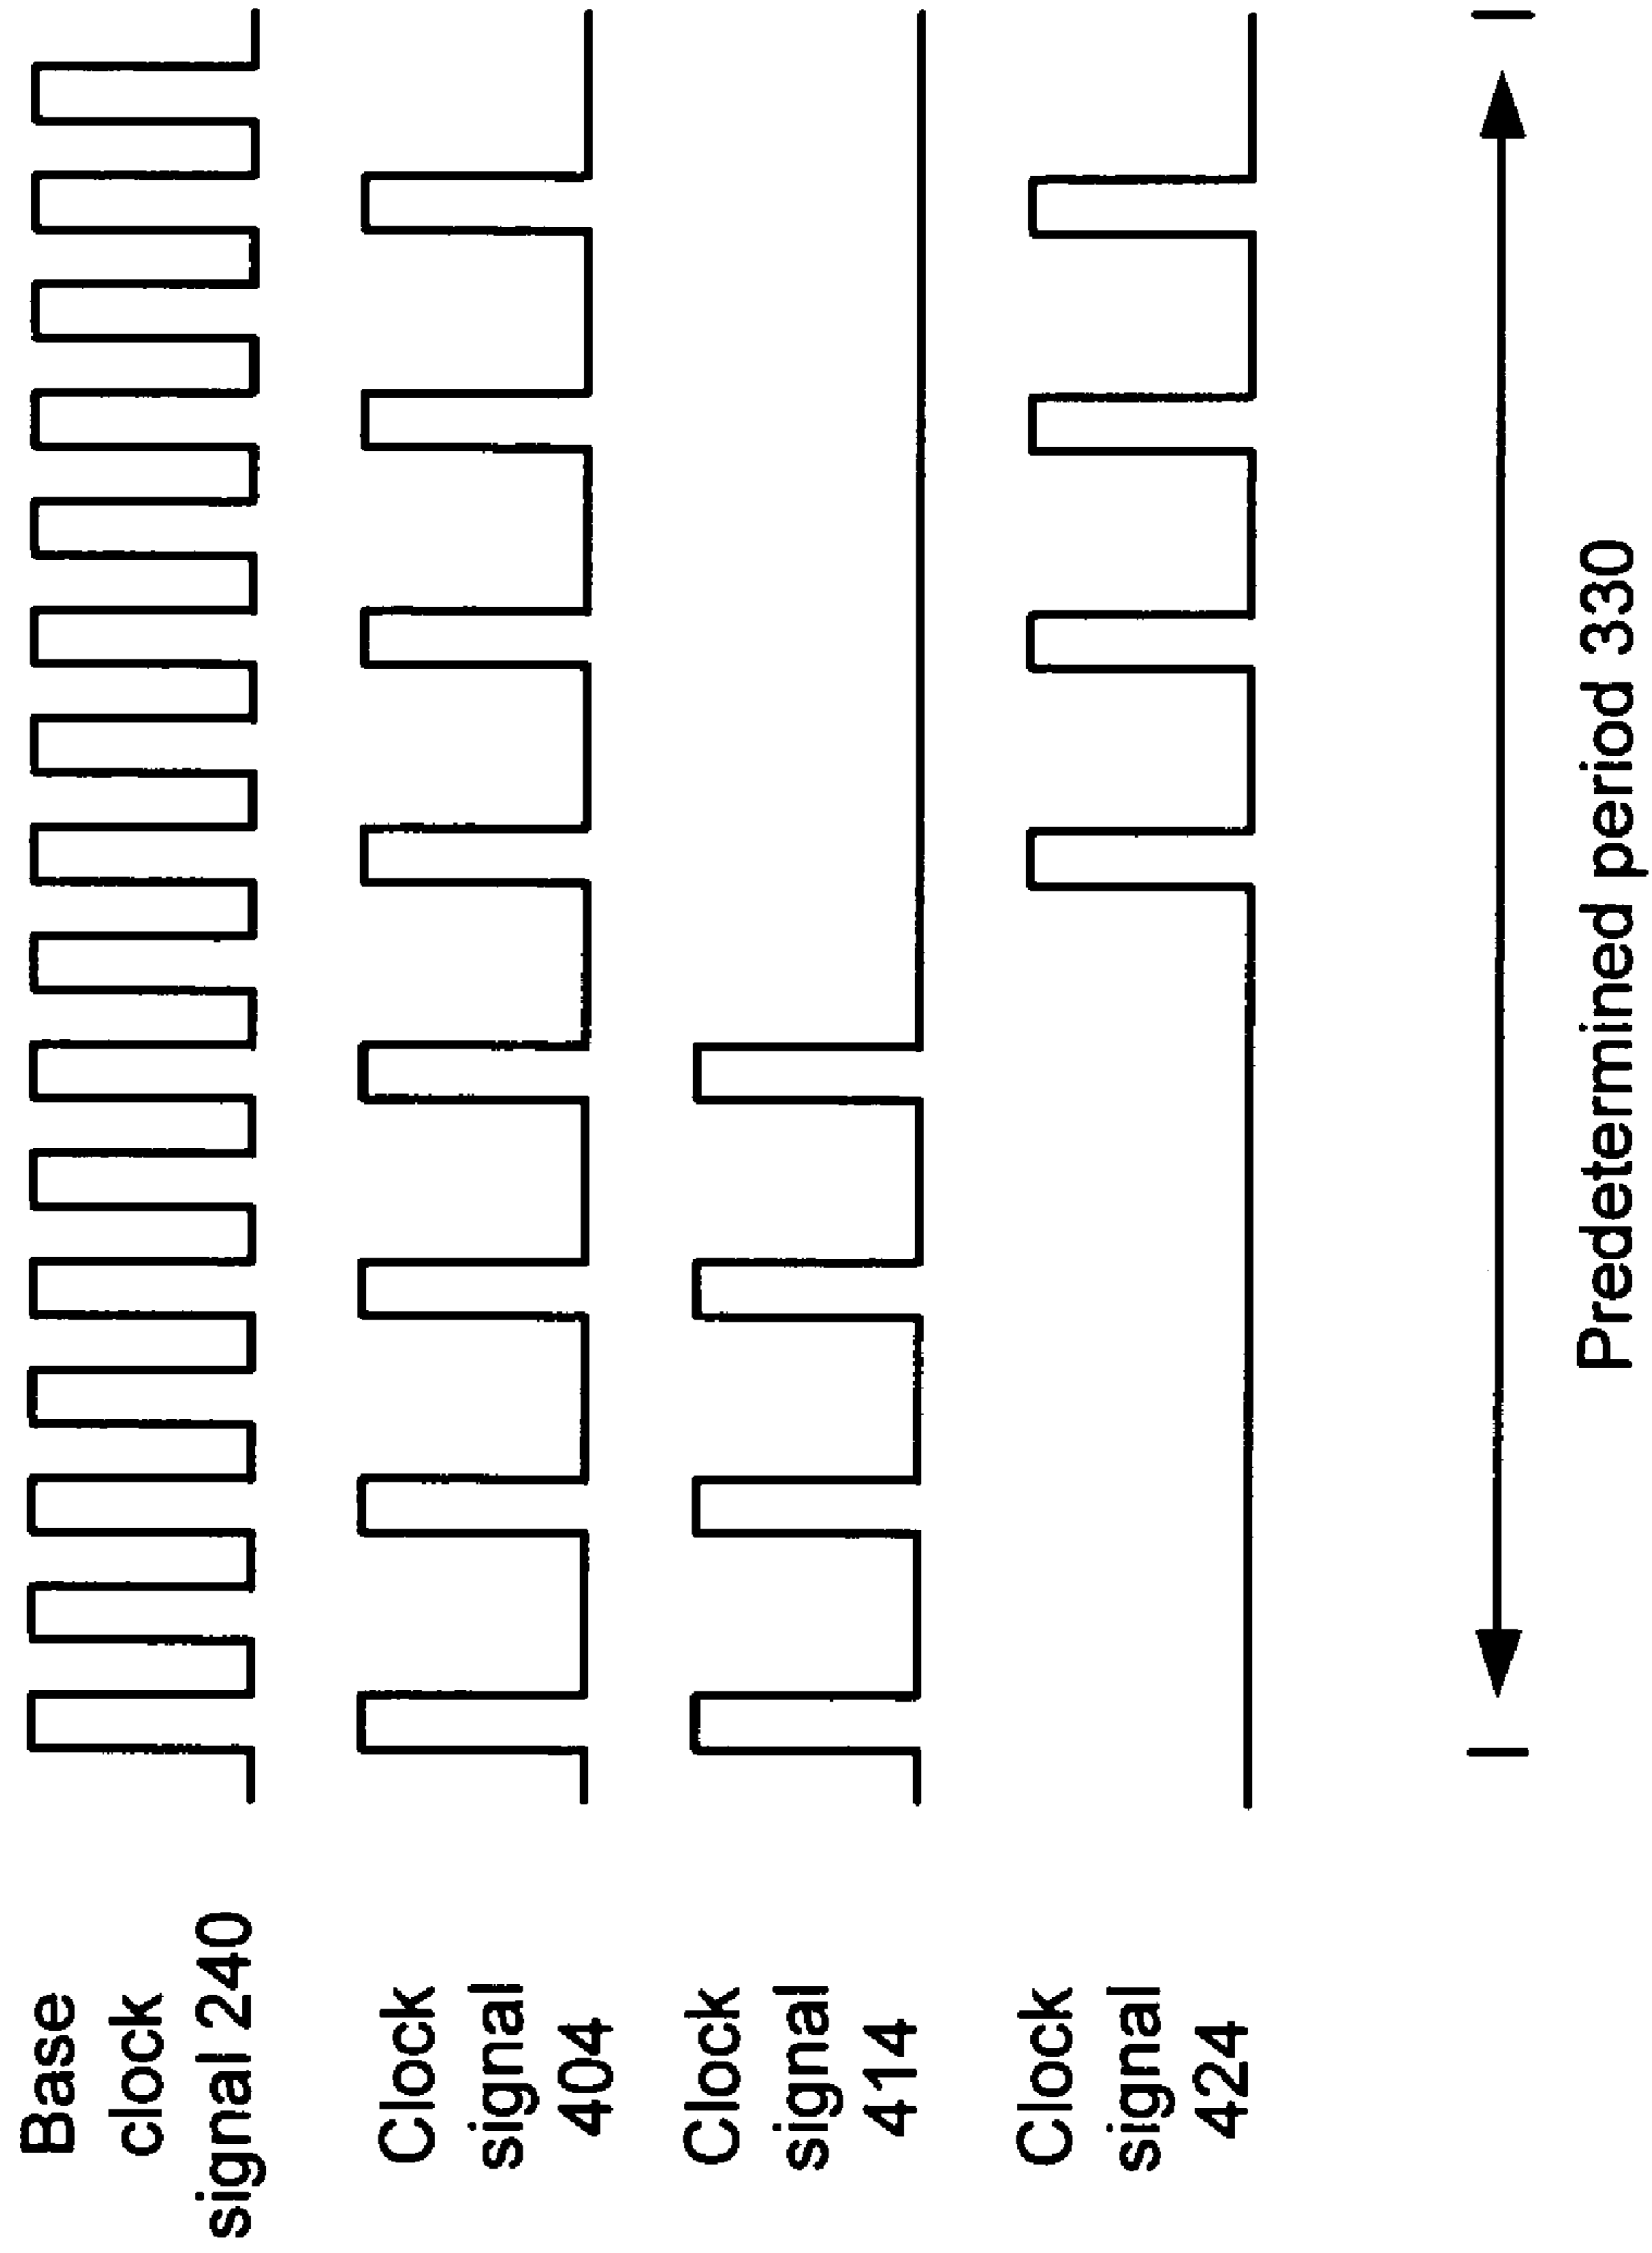 Base
clock
signal 240
Clock
signal
404
Clock
signal
414
Clock
signal
424
Predetermined period 330